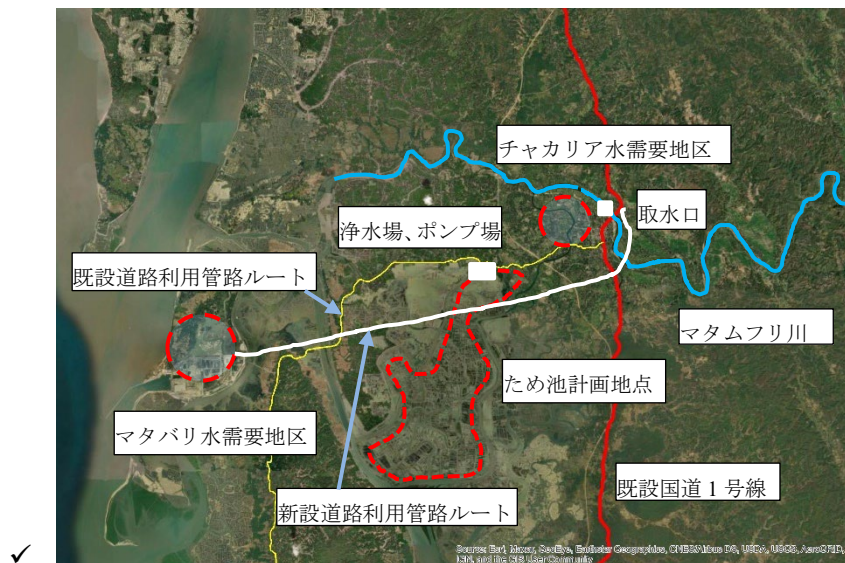 チャカリア水需要地区
取水口
浄水場、ポンプ場
既設道路利用管路ルート
マタムフリ川
ため池計画地点
マタバリ水需要地区
既設国道 1 号線
新設道路利用管路ルート
✓
Source: Esri, Maxar, GeoEye, Earthstar Geographics, CNES/Airbus DS, USDA, USGS, AeroGRID,
IGN, and the GIS User Community